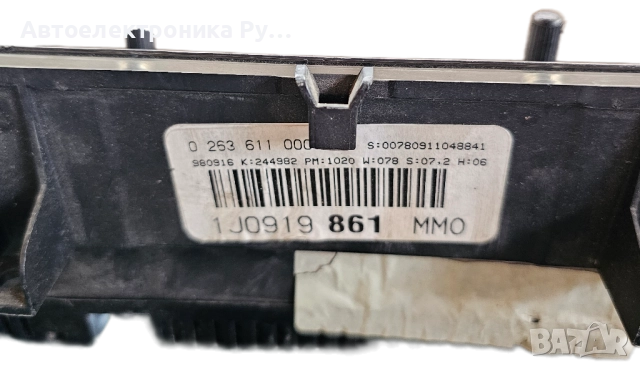 Автоелектроника Ру...
0 263 611 000 S:00780911048841
980916 K:244982 PM:1020 W:078 S:07.2 H:06
1J0919 861 MM0
BAZAR